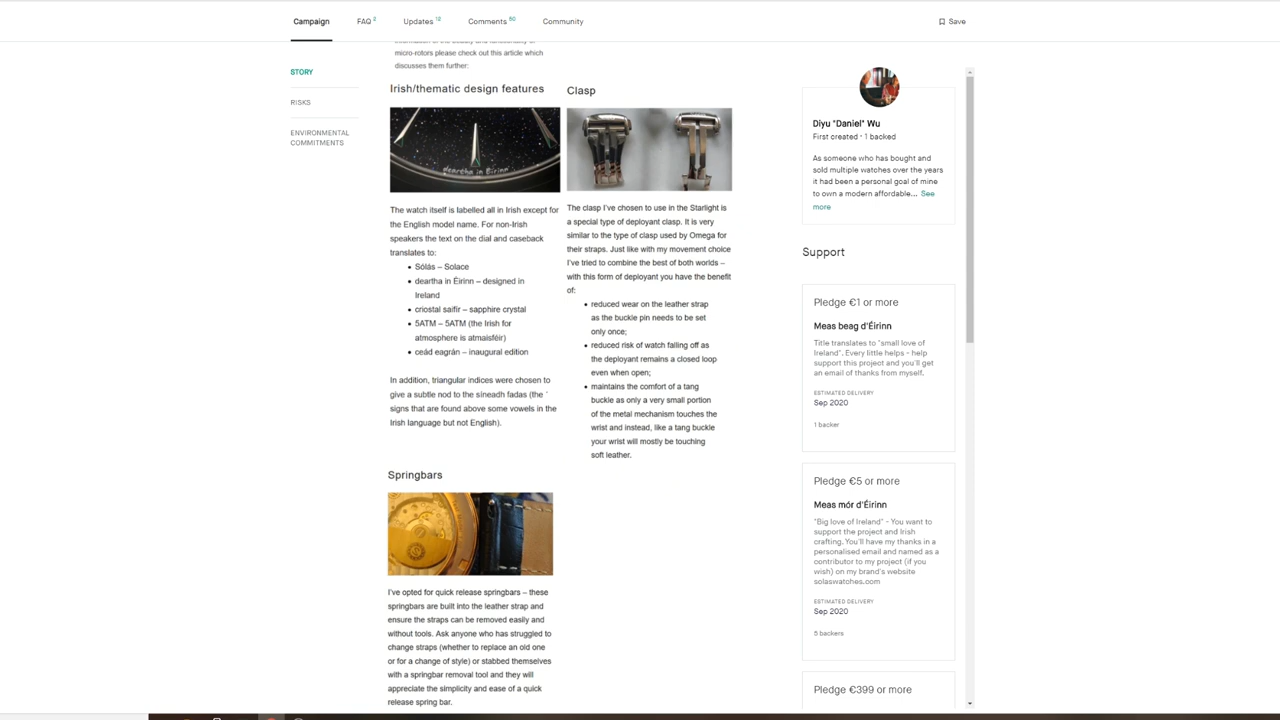 Campaign
FAQ 2
Updates 12
Comments 60
Community
Save
STORY
RISKS
ENVIRONMENTAL
COMMITMENTS
micro-rotors please check out this article which
discusses them further:
Irish/thematic design features
deartha in Éirinn
The watch itself is labelled all in Irish except for
the English model name. For non-Irish
speakers the text on the dial and caseback
translates to:
• Sólás – Solace
• deartha in Éirinn – designed in
Ireland
• criostal saifír – sapphire crystal
• 5ATM – 5ATM (the Irish for
atmosphere is atmaisféir)
• ceád eagrán – inaugural edition
In addition, triangular indices were chosen to
give a subtle nod to the síneadh fadas (the ´
signs that are found above some vowels in the
Irish language but not English).
Clasp
The clasp I've chosen to use in the Starlight is
a special type of deployant clasp. It is very
similar to the type of clasp used by Omega for
their straps. Just like with my movement choice
I've tried to combine the best of both worlds –
with this form of deployant you have the benefit
of:
• reduced wear on the leather strap
as the buckle pin needs to be set
only once;
• reduced risk of watch falling off as
the deployant remains a closed loop
even when open;
• maintains the comfort of a tang
buckle as only a very small portion
of the metal mechanism touches the
wrist and instead, like a tang buckle
your wrist will mostly be touching
soft leather.
Springbars
I've opted for quick release springbars – these
springbars are built into the leather strap and
ensure the straps can be removed easily and
without tools. Ask anyone who has struggled to
change straps (whether to replace an old one
or for a change of style) or stabbed themselves
with a springbar removal tool and they will
appreciate the simplicity and ease of a quick
release spring bar.
Diyu "Daniel" Wu
First created · 1 backed
As someone who has bought and
sold multiple watches over the years
it had been a personal goal of mine
to own a modern affordable... See
more
Support
Pledge €1 or more
Meas beag d'Éirinn
Title translates to "small love of
Ireland". Every little helps - help
support this project and you'll get
an email of thanks from myself.
ESTIMATED DELIVERY
Sep 2020
1 backer
Pledge €5 or more
Meas mór d'Éirinn
"Big love of Ireland" - You want to
support the project and Irish
crafting. You'll have my thanks in a
personalised email and named as a
contributor to my project (if you
wish) on my brand's website
solaswatches.com
ESTIMATED DELIVERY
Sep 2020
5 backers
Pledge €399 or more